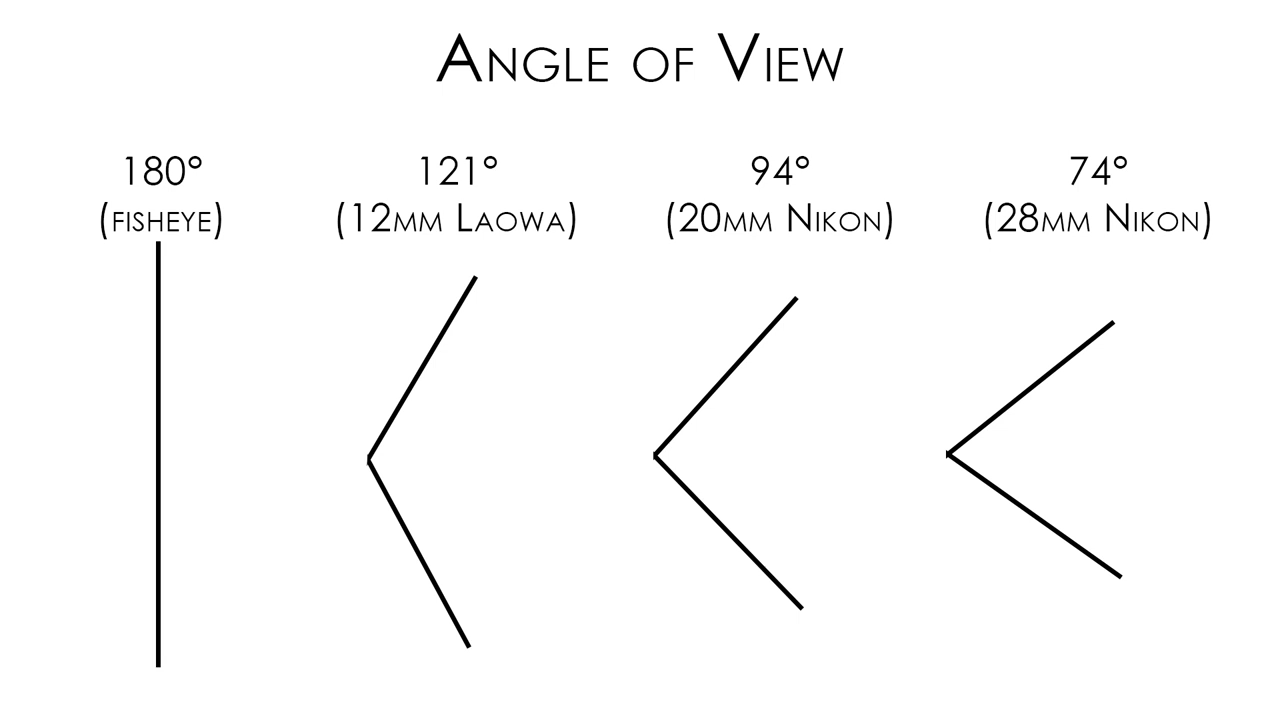 Angle of View
180°
(fisheye)
121°
(12mm Laowa)
94°
(20mm Nikon)
74°
(28mm Nikon)